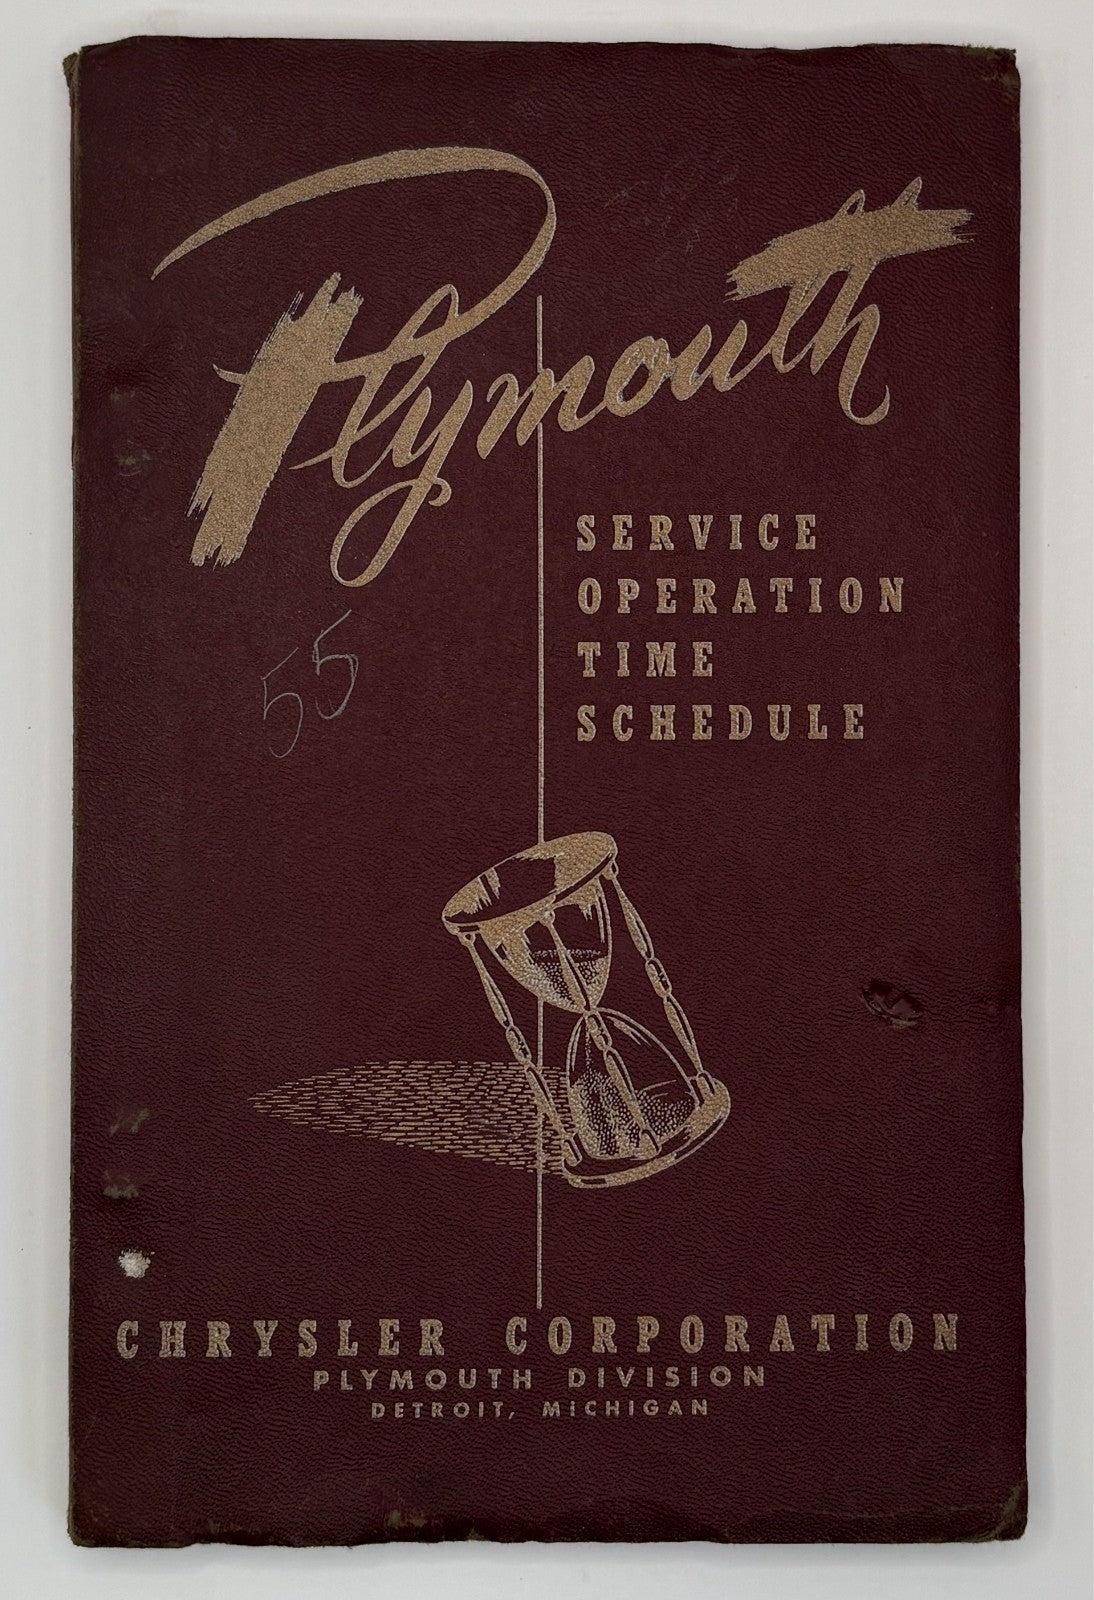 Plymouth
SERVICE
OPERATION
TIME
SCHEDULE
55
CHRYSLER CORPORATION
PLYMOUTH DIVISION
DETROIT, MICHIGAN